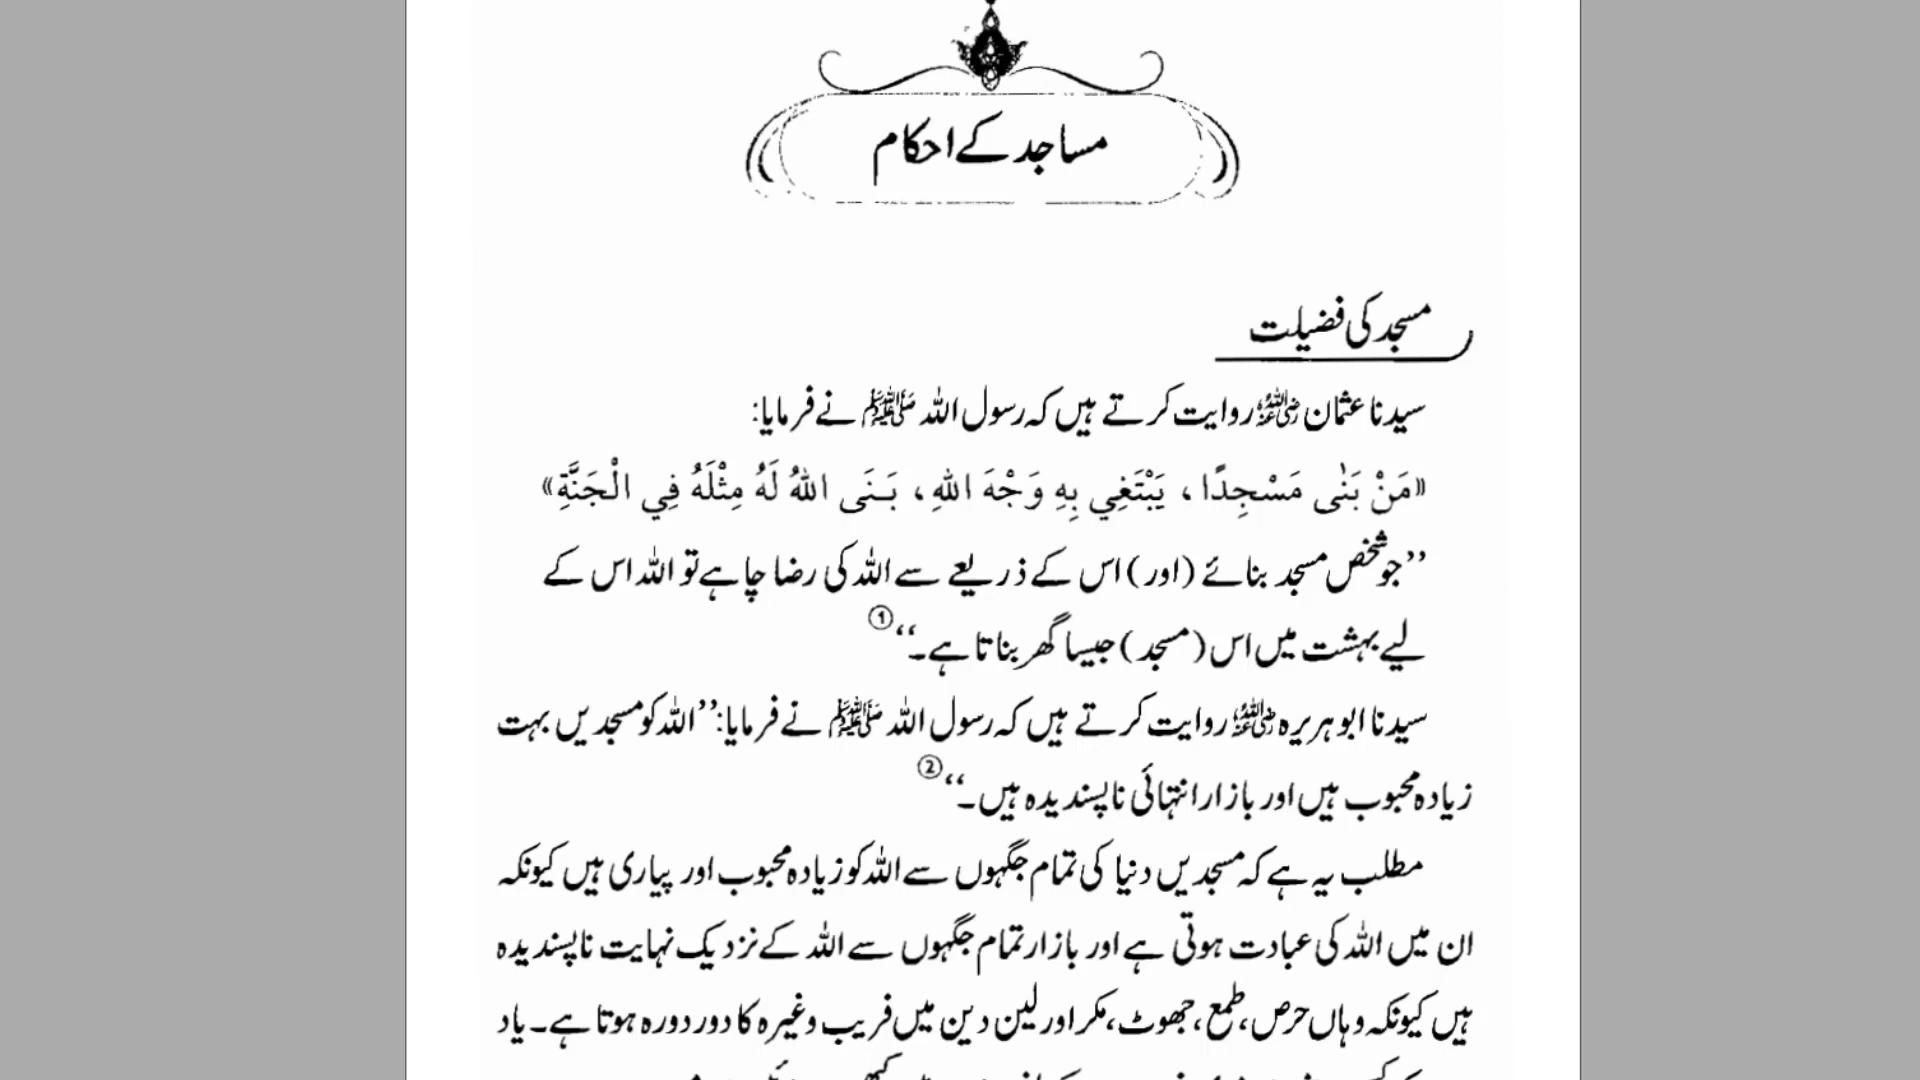 مساجد کے احکام
مسجد کی فضیلت
سیدنا عثمان رضی اللہ عنہ روایت کرتے ہیں کہ رسول اللہ ﷺ نے فرمایا:
«مَنْ بَنٰى مَسْجِدًا، يَبْتَغِي بِهِ وَجْهَ اللهِ، بَنَى اللهُ لَهُ مِثْلَهُ فِي الْجَنَّةِ»
’’جو شخص مسجد بنائے (اور) اس کے ذریعے سے اللہ کی رضا چاہے تو اللہ اس کے
لیے بہشت میں اس (مسجد) جیسا گھر بناتا ہے۔‘‘ ①
سیدنا ابو ہریرہ رضی اللہ عنہ روایت کرتے ہیں کہ رسول اللہ ﷺ نے فرمایا: ’’اللہ کو مسجدیں بہت
زیادہ محبوب ہیں اور بازار انتہائی ناپسندیدہ ہیں۔‘‘ ②
مطلب یہ ہے کہ مسجدیں دنیا کی تمام جگہوں سے اللہ کو زیادہ محبوب اور پیاری ہیں کیونکہ
ان میں اللہ کی عبادت ہوتی ہے اور بازار تمام جگہوں سے اللہ کے نزدیک نہایت ناپسندیدہ
ہیں کیونکہ وہاں حرص، طمع، جھوٹ، مکر اور لین دین میں فریب وغیرہ کا دور دورہ ہوتا ہے۔ یاد